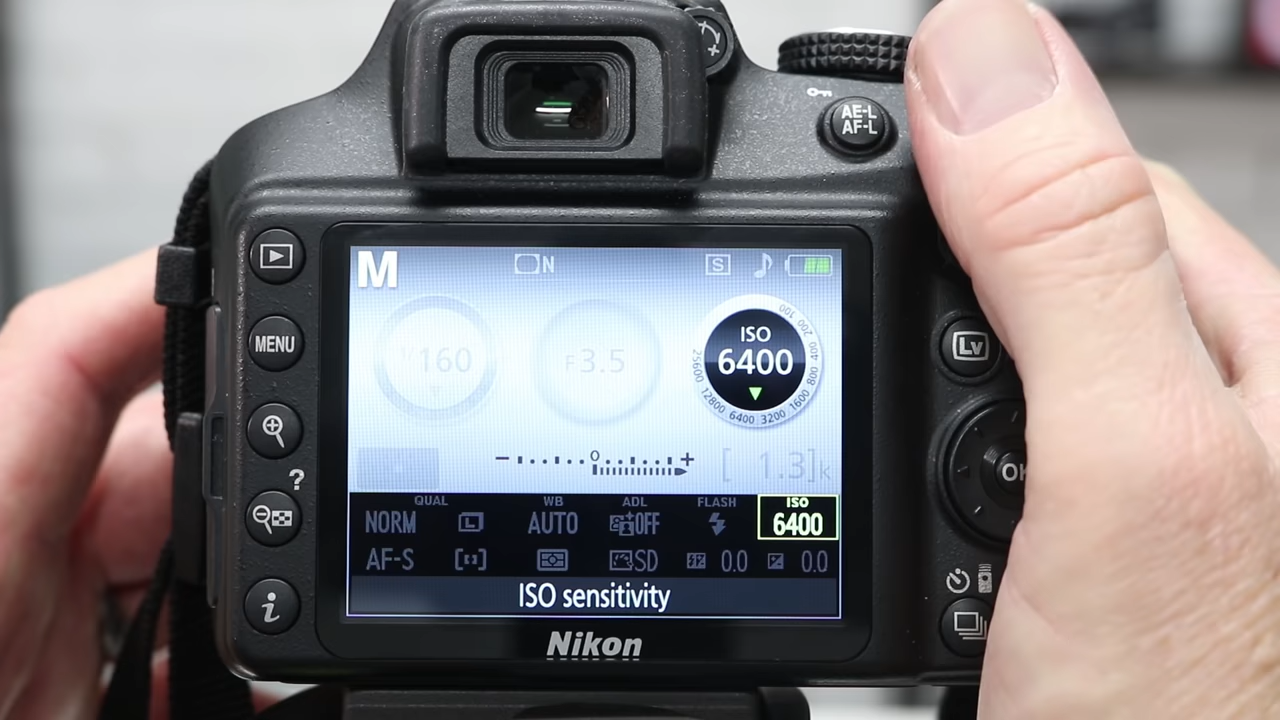 AE-L
AF-L
M
N
S
MENU
160
F3.5
ISO
6400
100 200 400 800 1600 3200 6400 12800 25600
- 0 +
[ 1.3]k
?
QUAL WB ADL FLASH ISO
NORM L AUTO OFF 6400
AF-S SD 0.0 0.0
ISO sensitivity
i
Nikon
Lv
OK